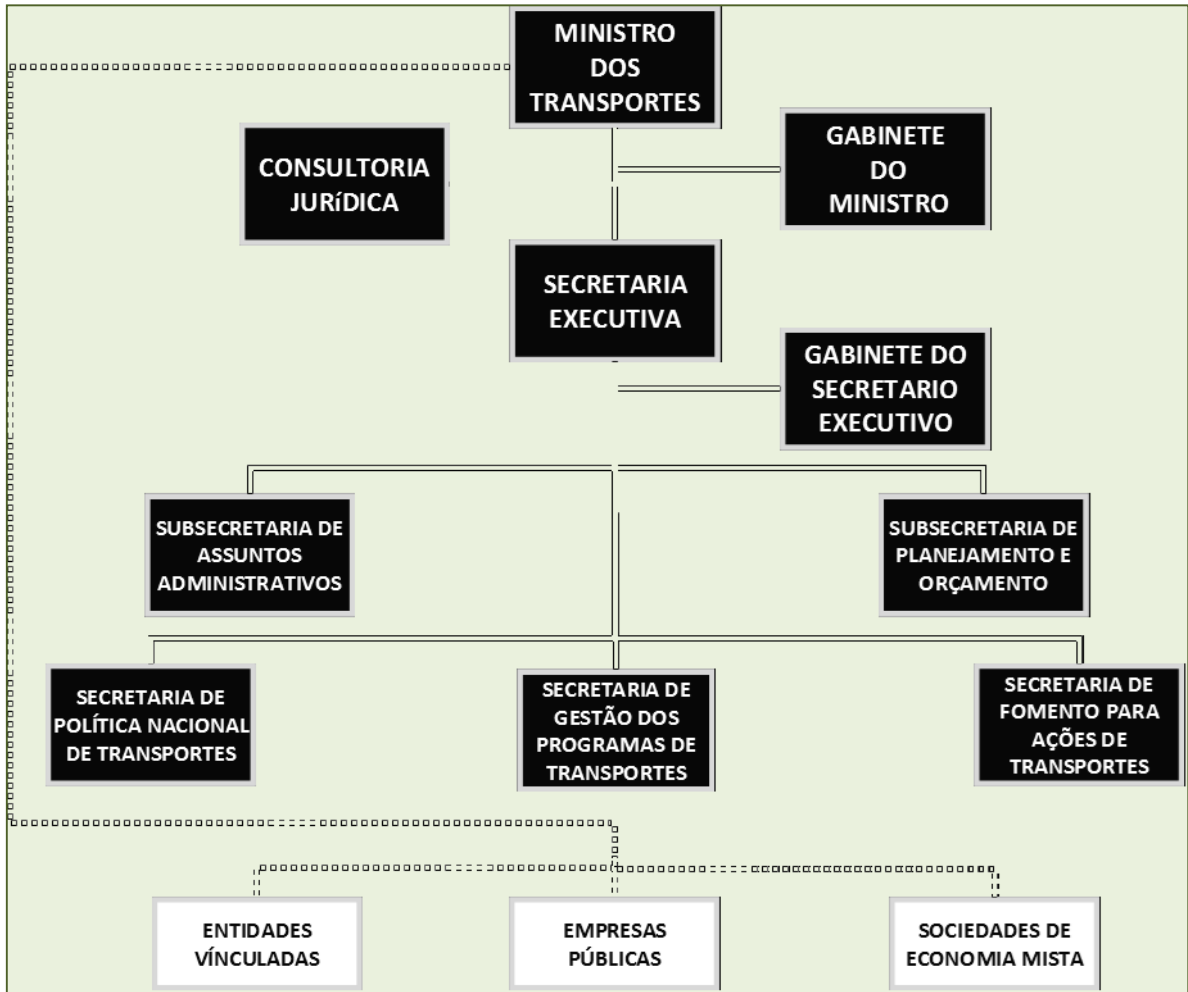 MINISTRO
DOS
TRANSPORTES
CONSULTORIA
JURíDICA
GABINETE
DO
MINISTRO
SECRETARIA
EXECUTIVA
GABINETE DO
SECRETARIO
EXECUTIVO
SUBSECRETARIA DE
ASSUNTOS
ADMINISTRATIVOS
SUBSECRETARIA DE
PLANEJAMENTO E
ORÇAMENTO
SECRETARIA DE
POLÍTICA NACIONAL
DE TRANSPORTES
SECRETARIA DE
GESTÃO DOS
PROGRAMAS DE
TRANSPORTES
SECRETARIA DE
FOMENTO PARA
AÇÕES DE
TRANSPORTES
ENTIDADES
VÍNCULADAS
EMPRESAS
PÚBLICAS
SOCIEDADES DE
ECONOMIA MISTA